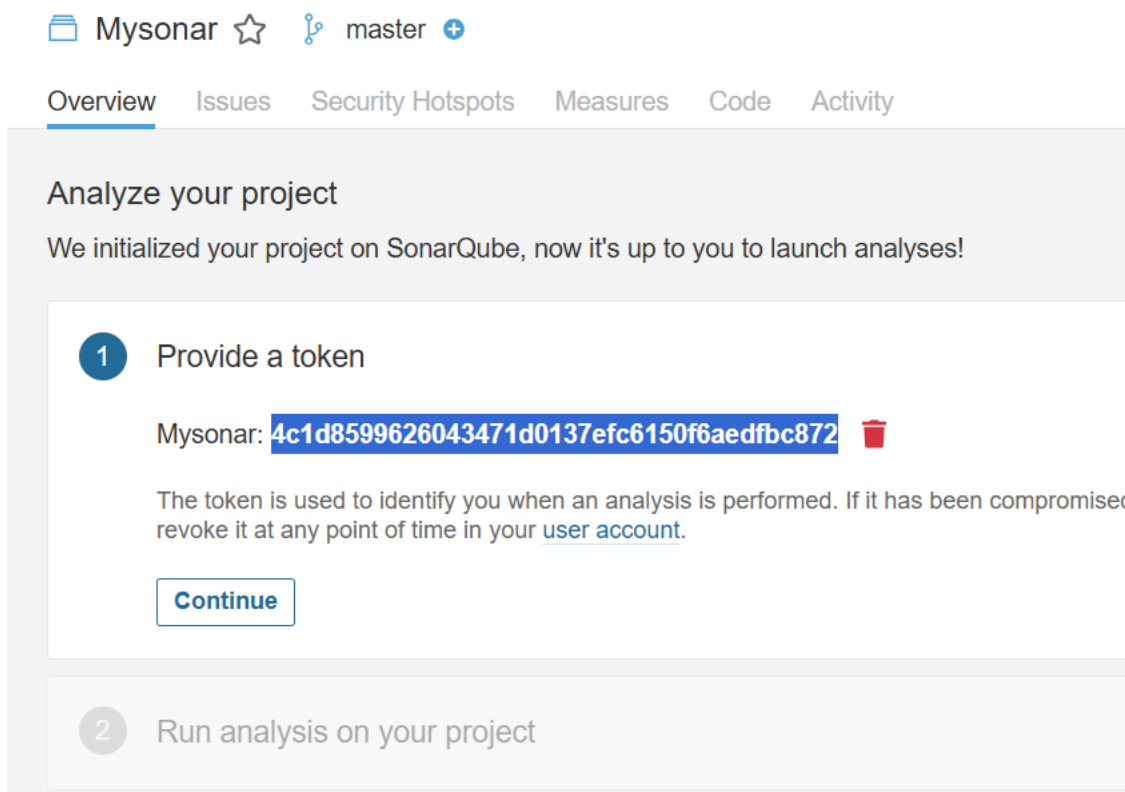 Mysonar master
Overview Issues Security Hotspots Measures Code Activity
Analyze your project
We initialized your project on SonarQube, now it's up to you to launch analyses!
1 Provide a token
Mysonar: 4c1d8599626043471d0137efc6150f6aedfbc872
The token is used to identify you when an analysis is performed. If it has been compromised
revoke it at any point of time in your user account.
Continue
2 Run analysis on your project